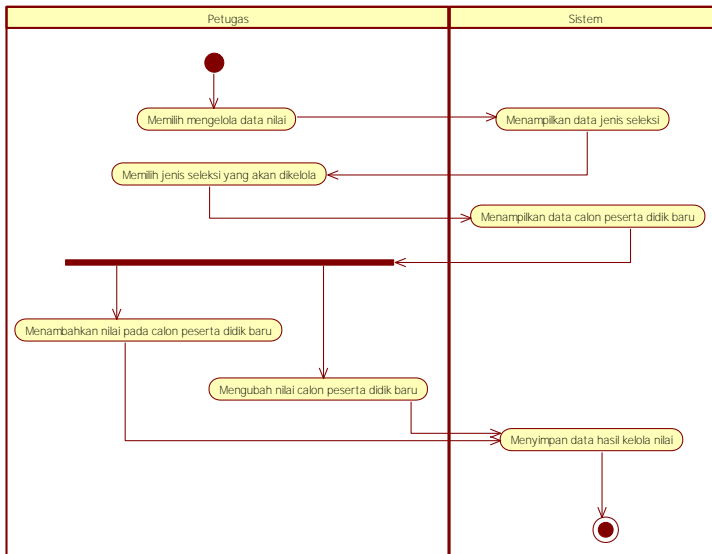 Petugas
Sistem
Memilih mengelola data nilai
Menampilkan data jenis seleksi
Memilih jenis seleksi yang akan dikelola
Menampilkan data calon peserta didik baru
Menambahkan nilai pada calon peserta didik baru
Mengubah nilai calon peserta didik baru
Menyimpan data hasil kelola nilai